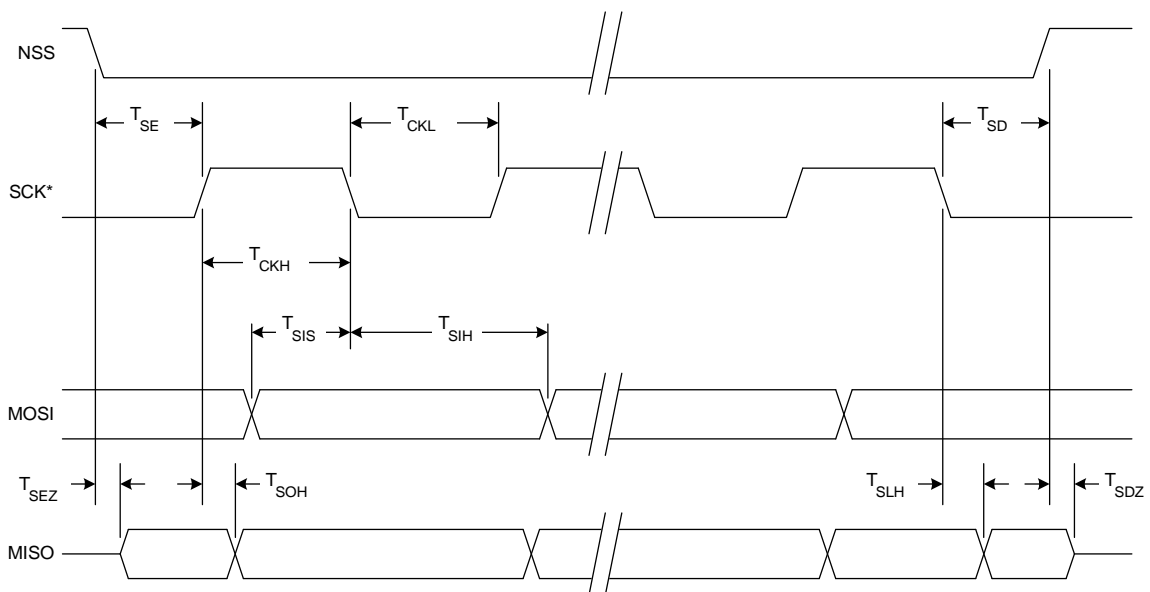 NSS
T_SE
T_CKL
T_SD
SCK*
T_CKH
T_SIS
T_SIH
MOSI
T_SEZ
T_SOH
T_SLH
T_SDZ
MISO